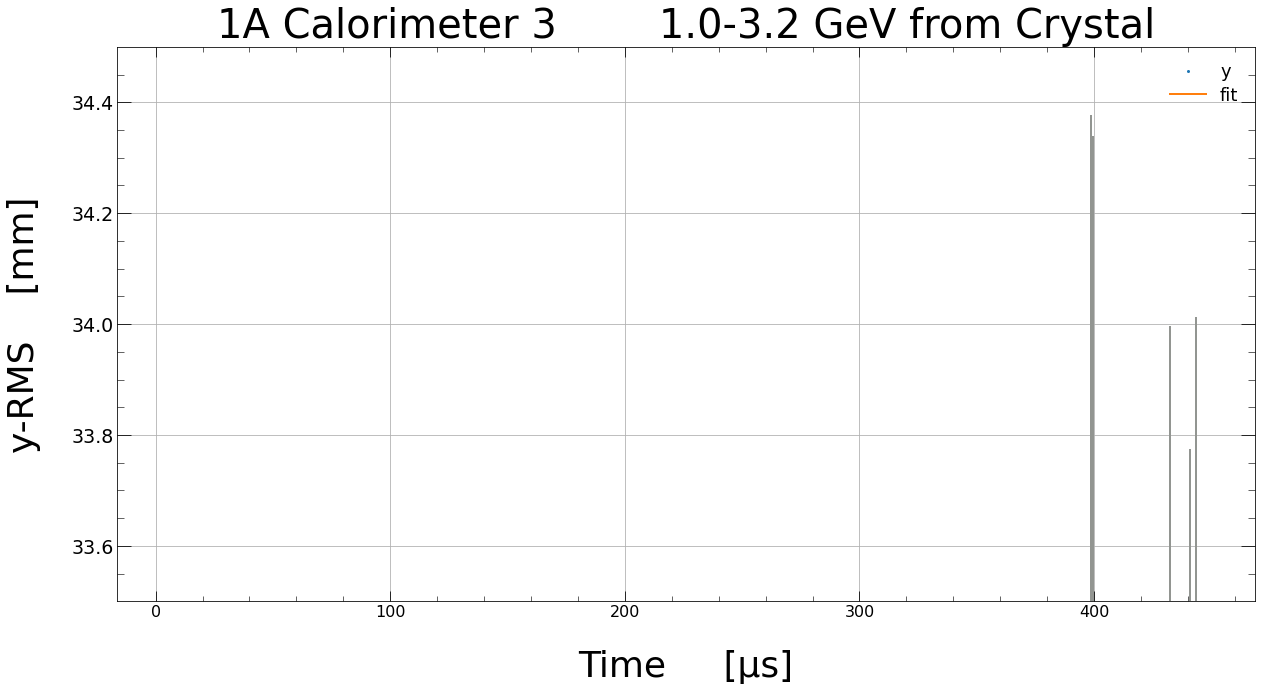 1A Calorimeter 3 1.0-3.2 GeV from Crystal
y
fit
34.4
34.2
34.0
33.8
33.6
y-RMS [mm]
0 100 200 300 400
Time [μs]